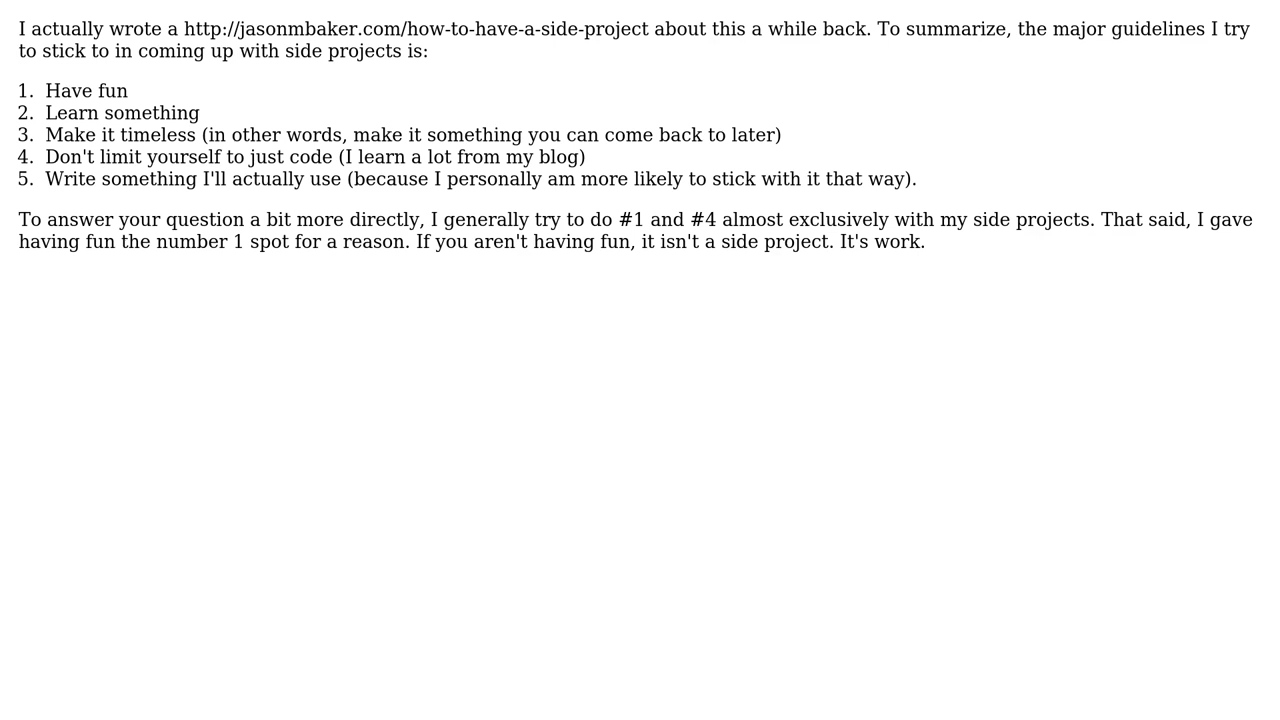 I actually wrote a http://jasonmbaker.com/how-to-have-a-side-project about this a while back. To summarize, the major guidelines I try
to stick to in coming up with side projects is:
1. Have fun
2. Learn something
3. Make it timeless (in other words, make it something you can come back to later)
4. Don't limit yourself to just code (I learn a lot from my blog)
5. Write something I'll actually use (because I personally am more likely to stick with it that way).
To answer your question a bit more directly, I generally try to do #1 and #4 almost exclusively with my side projects. That said, I gave
having fun the number 1 spot for a reason. If you aren't having fun, it isn't a side project. It's work.